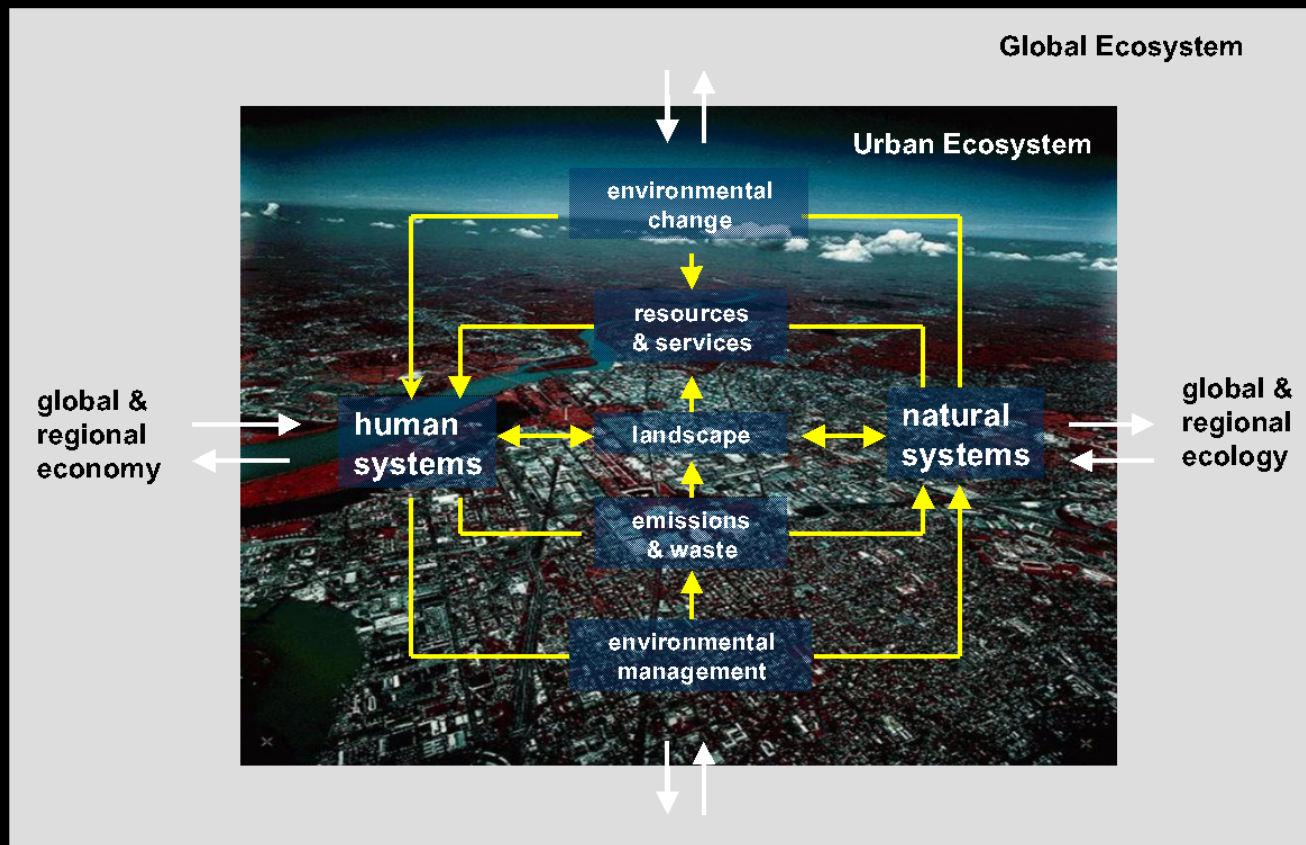 Global Ecosystem
Urban Ecosystem
environmental
change
resources
& services
global &
regional
economy
human
systems
landscape
natural
systems
global &
regional
ecology
emissions
& waste
environmental
management